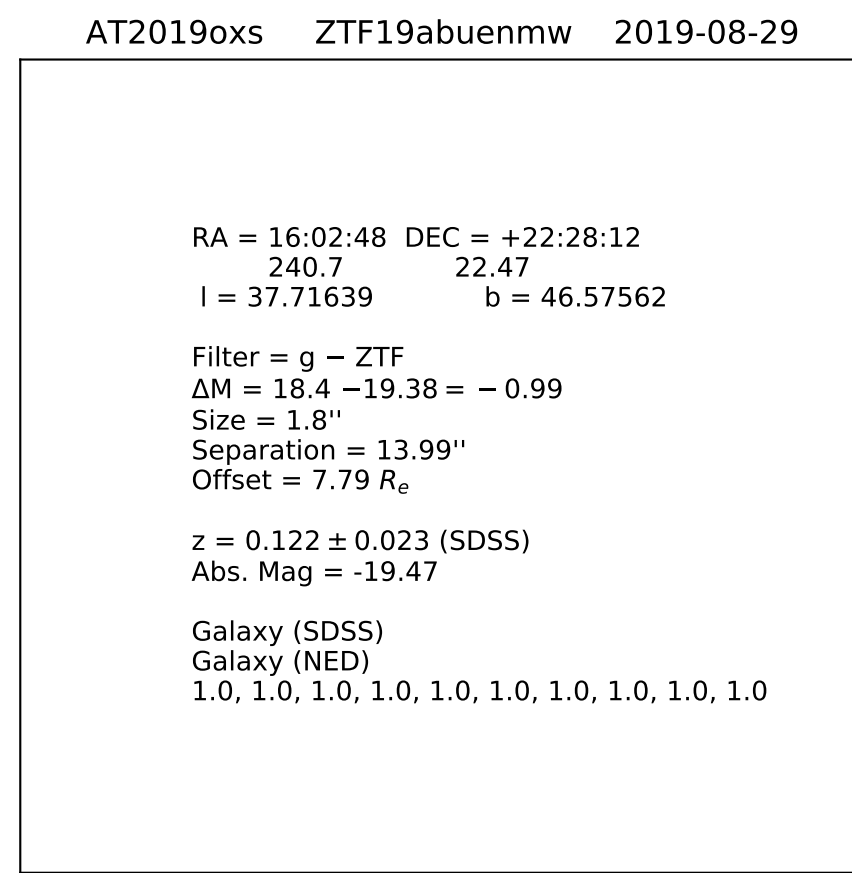 AT2019oxs ZTF19abuenmw 2019-08-29
RA = 16:02:48 DEC = +22:28:12
240.7 22.47
l = 37.71639 b = 46.57562
Filter = g − ZTF
ΔM = 18.4 −19.38 = − 0.99
Size = 1.8''
Separation = 13.99''
Offset = 7.79 Rₑ
z = 0.122 ± 0.023 (SDSS)
Abs. Mag = -19.47
Galaxy (SDSS)
Galaxy (NED)
1.0, 1.0, 1.0, 1.0, 1.0, 1.0, 1.0, 1.0, 1.0, 1.0